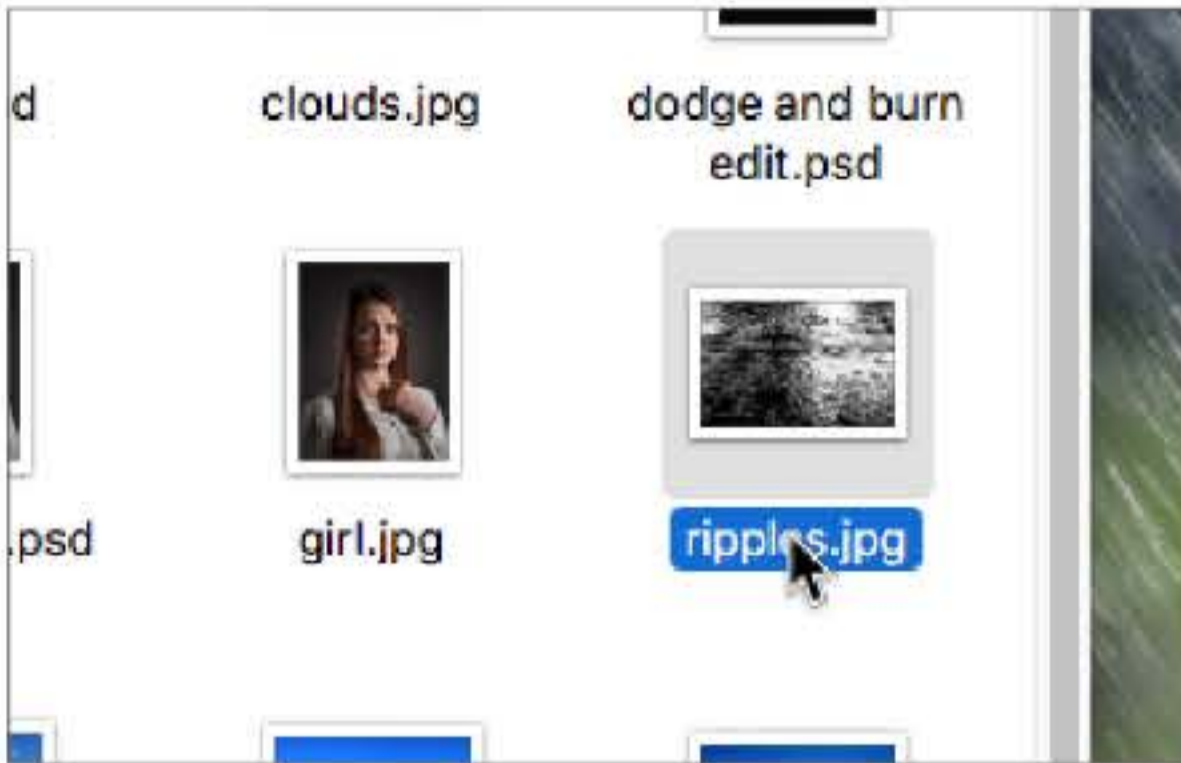 d
clouds.jpg
dodge and burn
edit.psd
.psd
girl.jpg
ripples.jpg